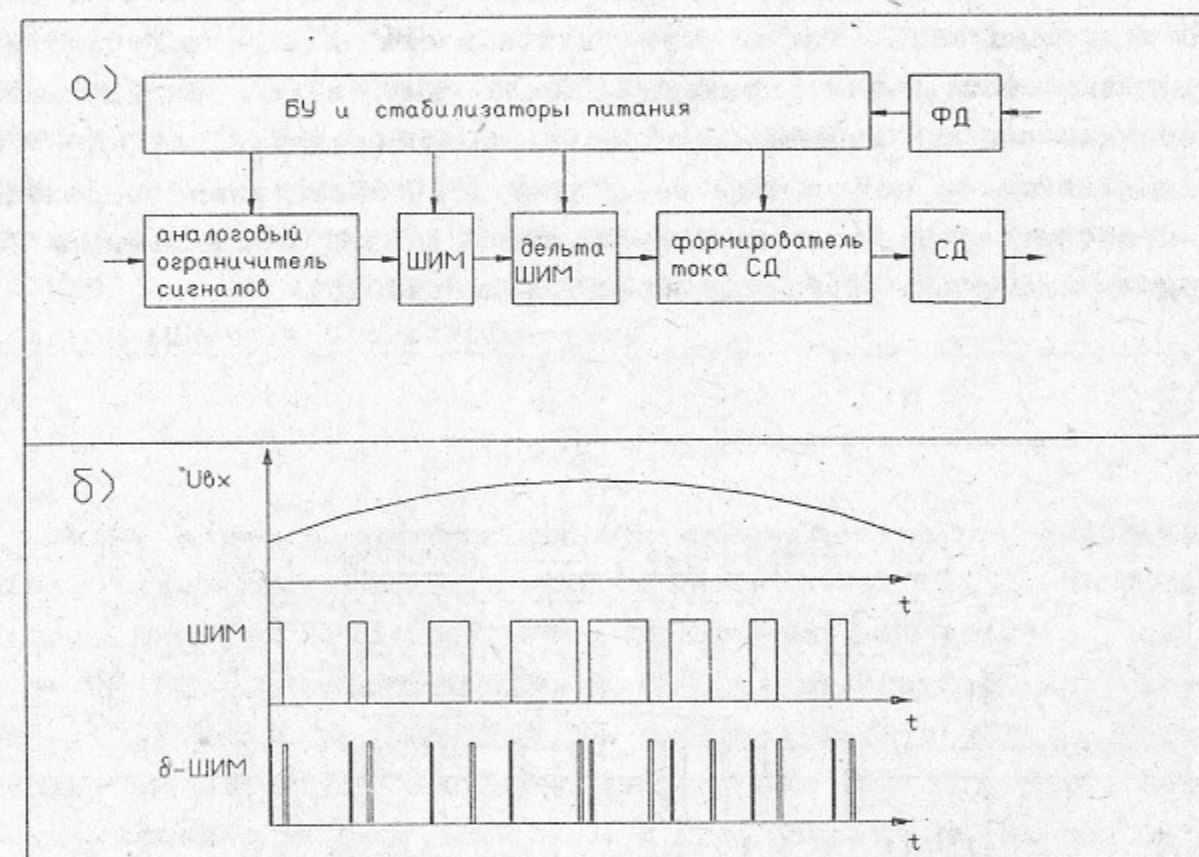 а)
БУ и стабилизаторы питания
ФД
аналоговый
ограничитель
сигналов
ШИМ
дельта
ШИМ
формирователь
тока СД
СД
б)
Uвх
t
ШИМ
t
δ-ШИМ
t